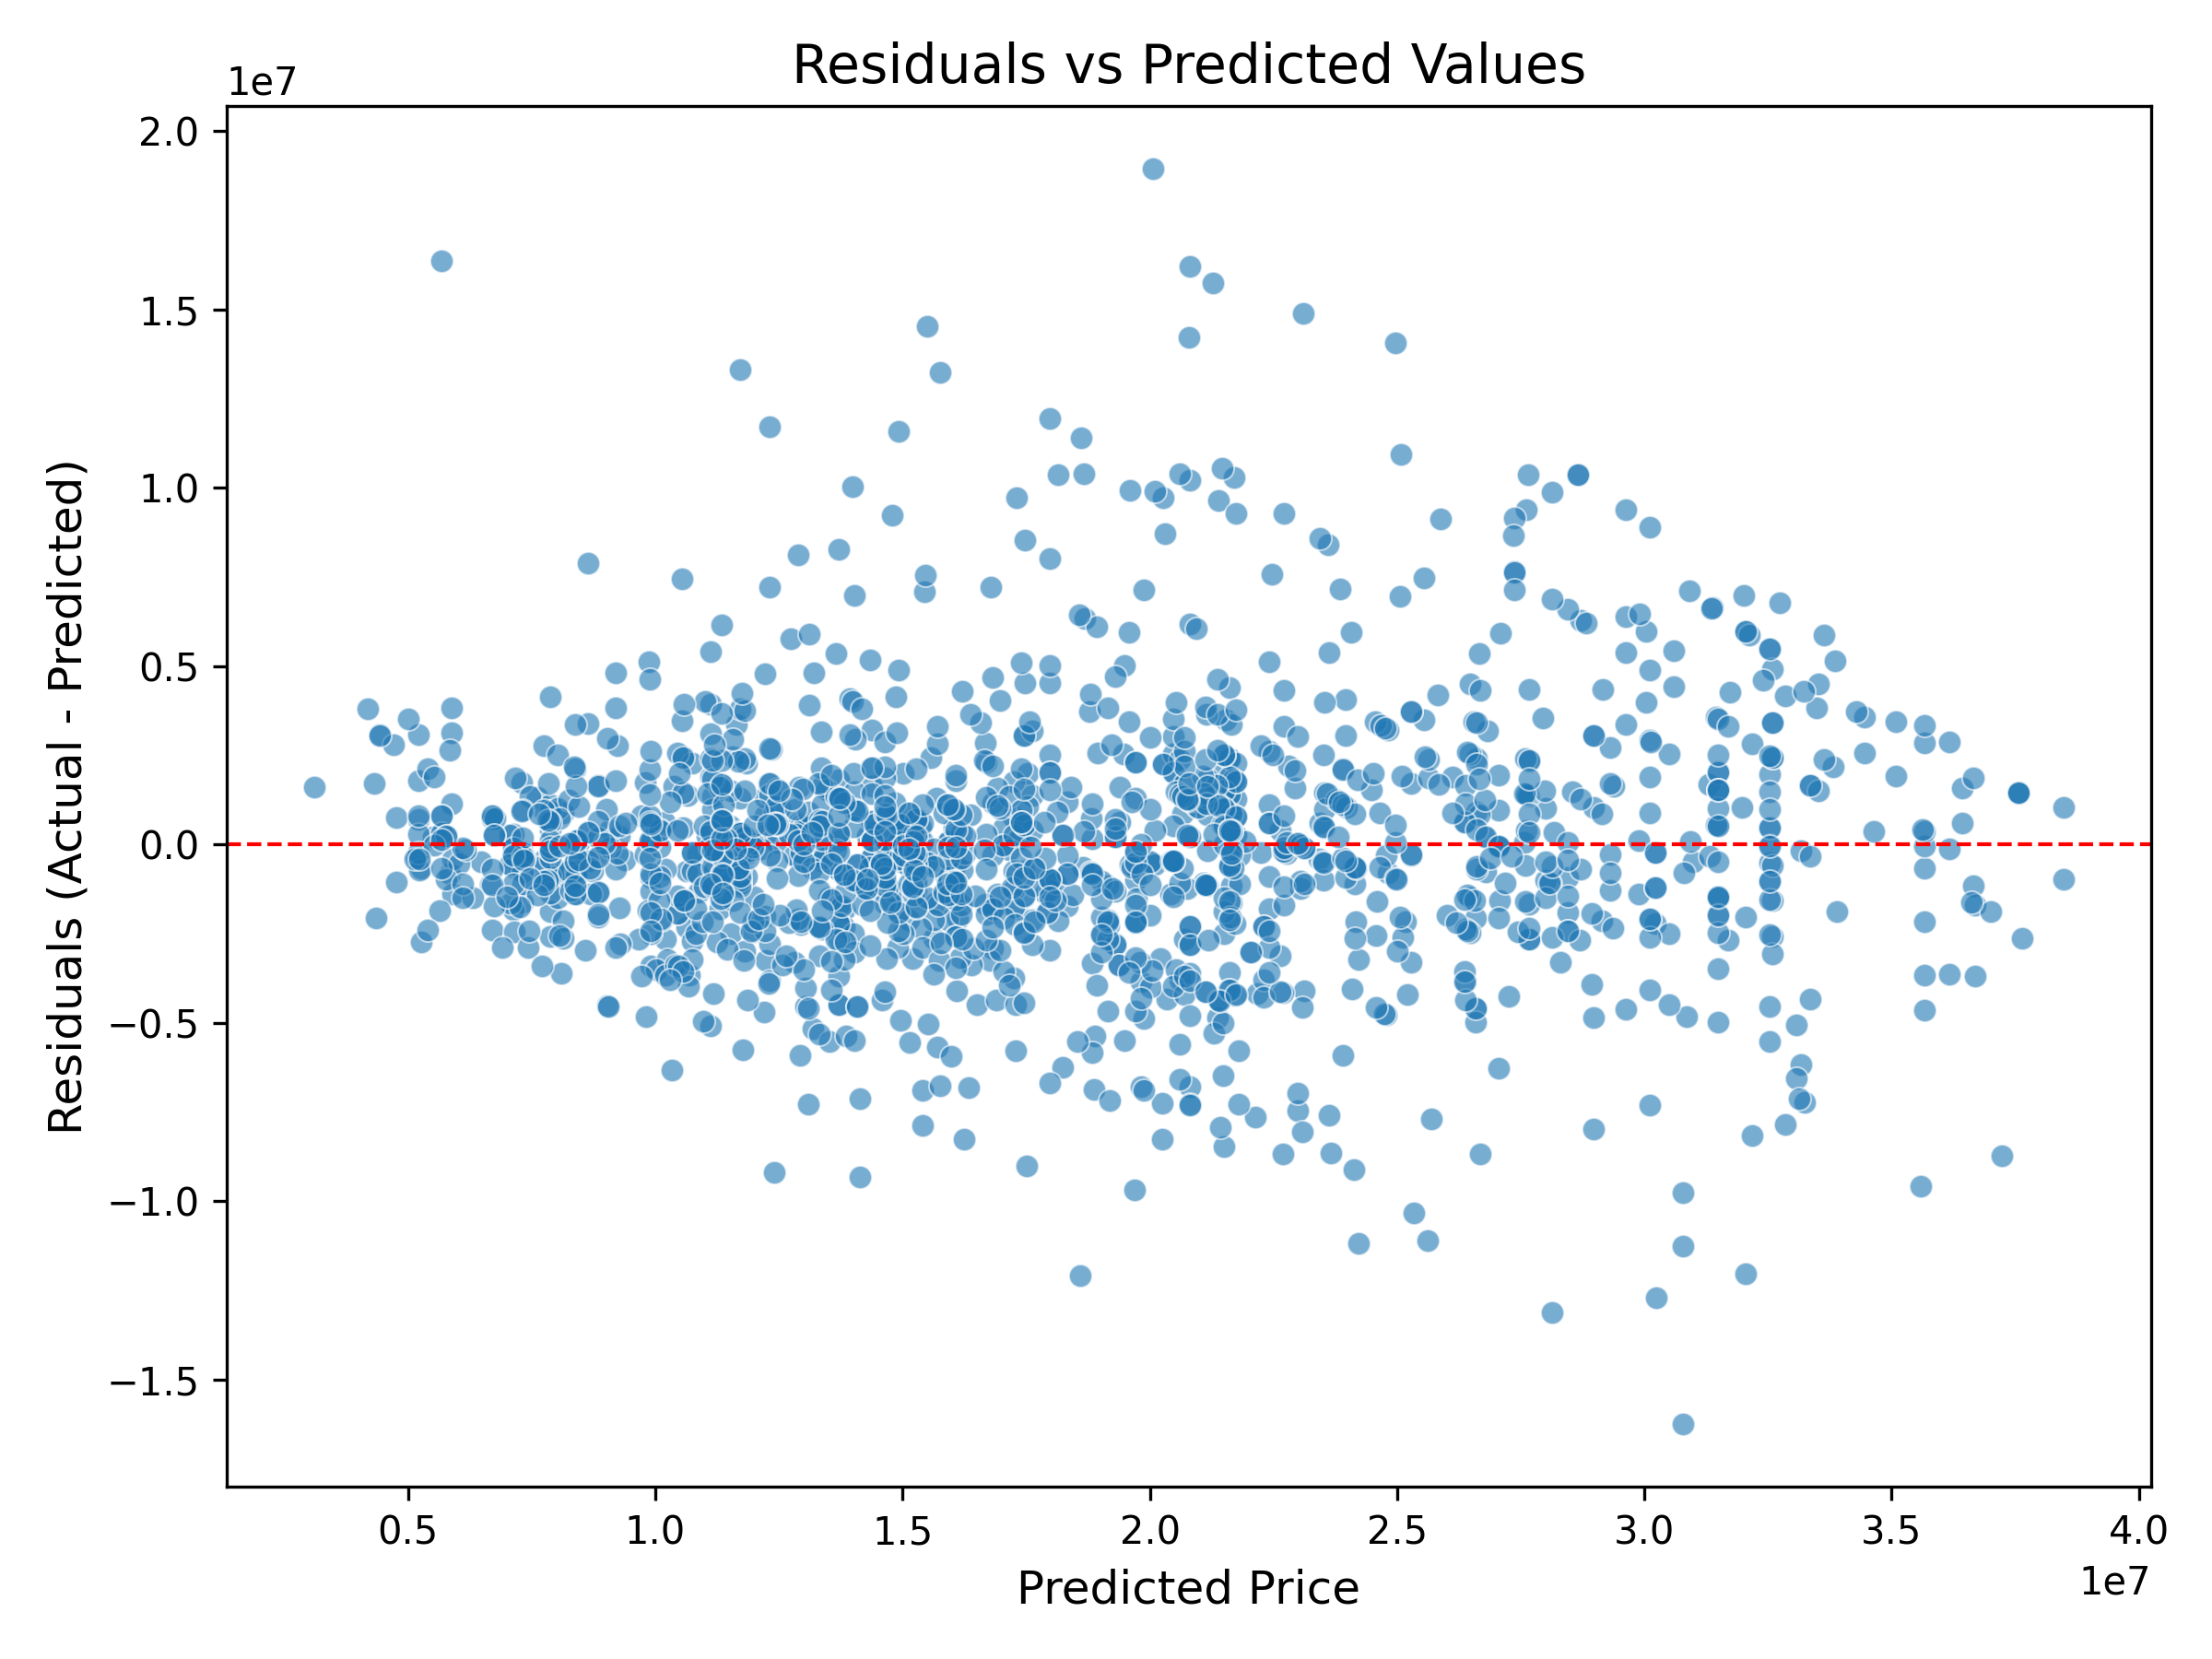 Residuals vs Predicted Values
1e7
2.0
1.5
1.0
0.5
0.0
−0.5
−1.0
−1.5
Residuals (Actual - Predicted)
0.5 1.0 1.5 2.0 2.5 3.0 3.5 4.0
1e7
Predicted Price